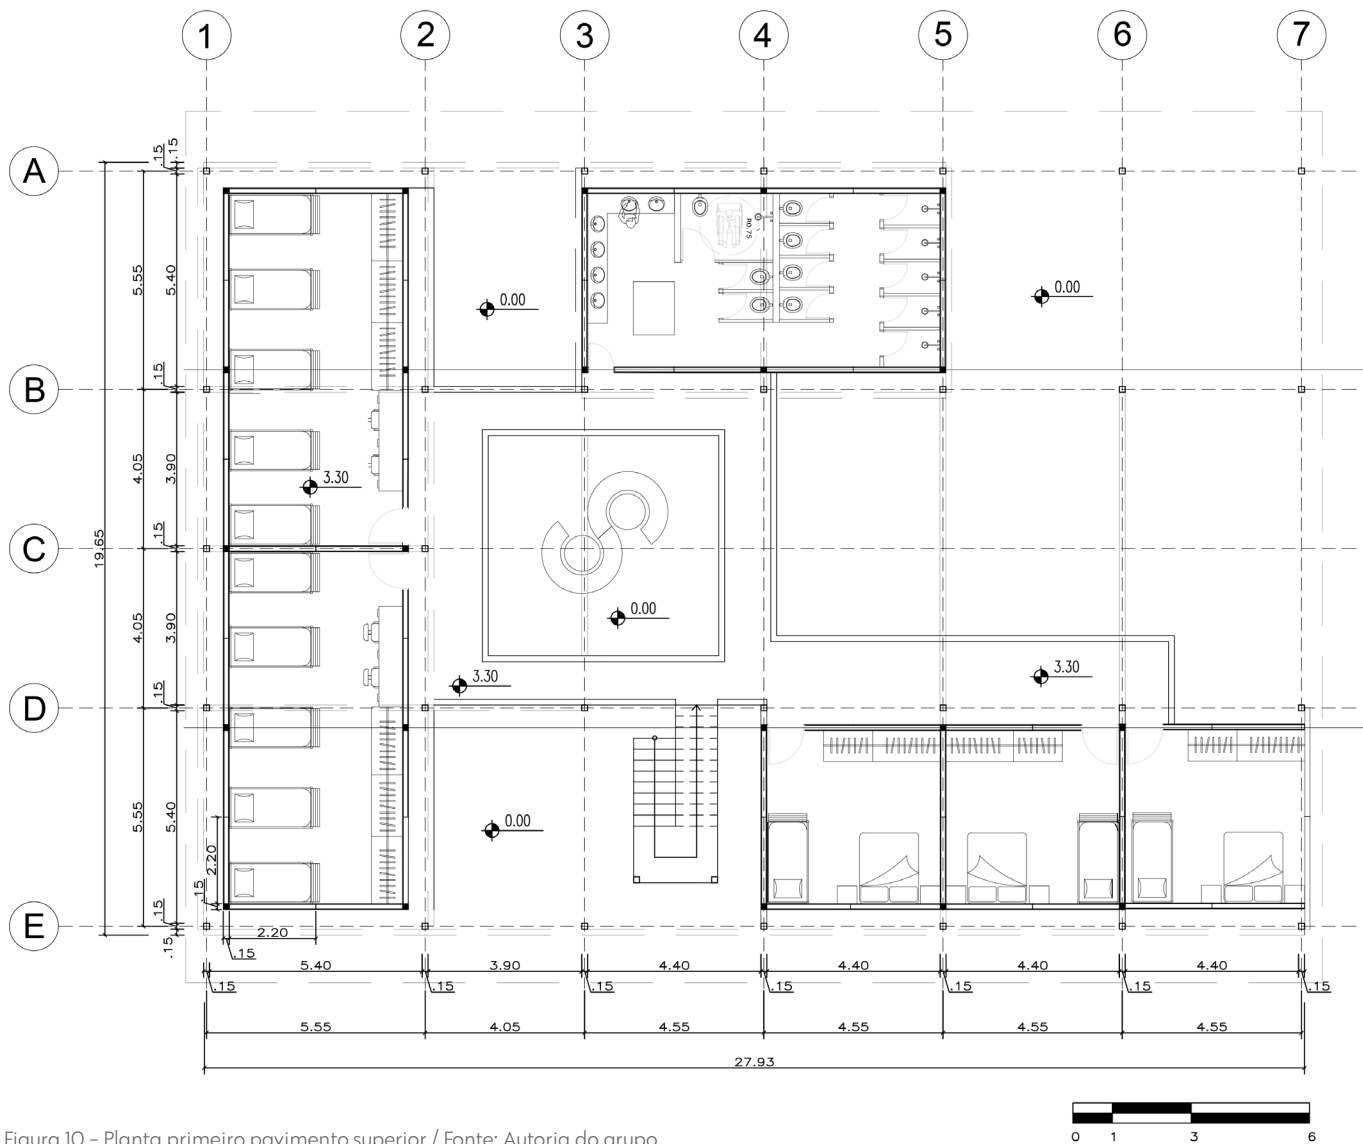 1 2 3 4 5 6 7
A
B
C
D
E
.15
.15
.15
.15
.15
.15
.15
5.55
5.40
4.05
3.90
19.65
4.05
3.90
5.55
5.40
2.20
.15
2.20
.15
0.00
R0.75
0.00
3.30
0.00
3.30
3.30
0.00
5.40 3.90 4.40 4.40 4.40 4.40
.15 .15 .15 .15 .15 .15 .15
5.55 4.05 4.55 4.55 4.55 4.55
27.93
0 1 3 6
Figura 10 – Planta primeiro pavimento superior / Fonte: Autoria do grupo